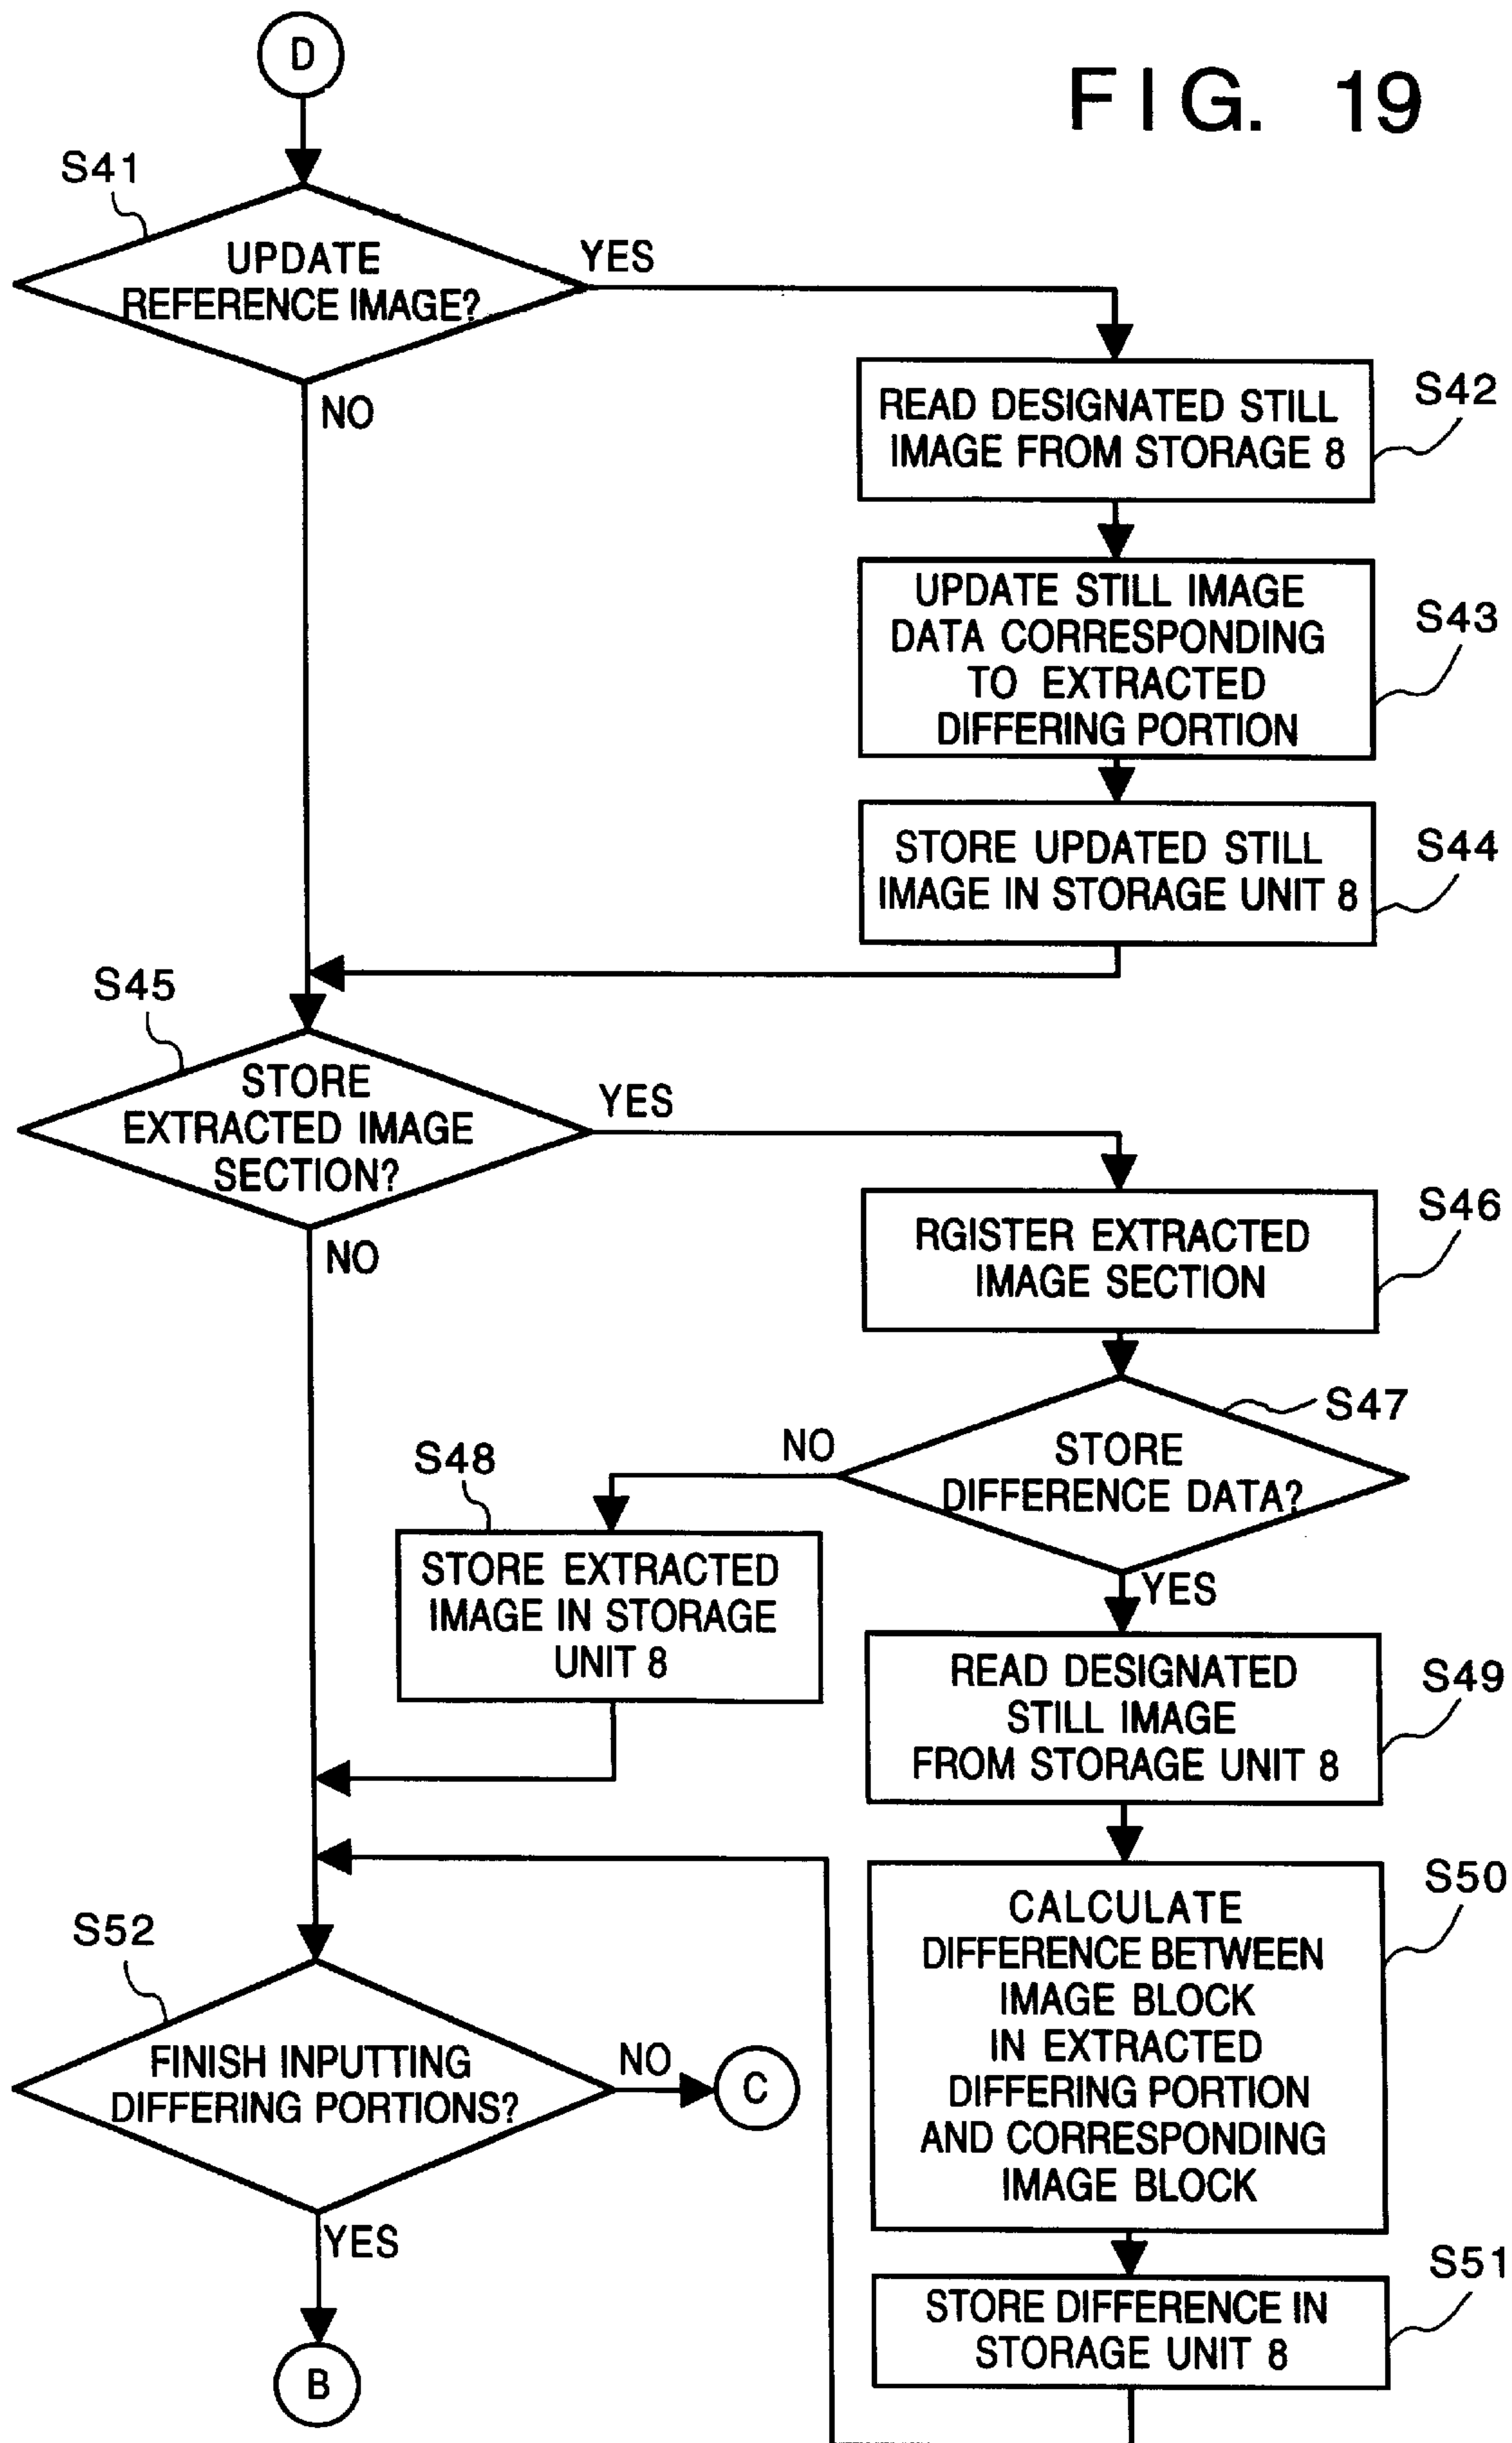 D
FIG. 19
S41
UPDATE
REFERENCE IMAGE?
YES
NO
READ DESIGNATED STILL
IMAGE FROM STORAGE 8
S42
UPDATE STILL IMAGE
DATA CORRESPONDING
TO EXTRACTED
DIFFERING PORTION
S43
STORE UPDATED STILL
IMAGE IN STORAGE UNIT 8
S44
S45
STORE
EXTRACTED IMAGE
SECTION?
YES
NO
RGISTER EXTRACTED
IMAGE SECTION
S46
S47
STORE
DIFFERENCE DATA?
NO
YES
S48
STORE EXTRACTED
IMAGE IN STORAGE
UNIT 8
READ DESIGNATED
STILL IMAGE
FROM STORAGE UNIT 8
S49
CALCULATE
DIFFERENCE BETWEEN
IMAGE BLOCK
IN EXTRACTED
DIFFERING PORTION
AND CORRESPONDING
IMAGE BLOCK
S50
STORE DIFFERENCE IN
STORAGE UNIT 8
S51
S52
FINISH INPUTTING
DIFFERING PORTIONS?
NO
C
YES
B